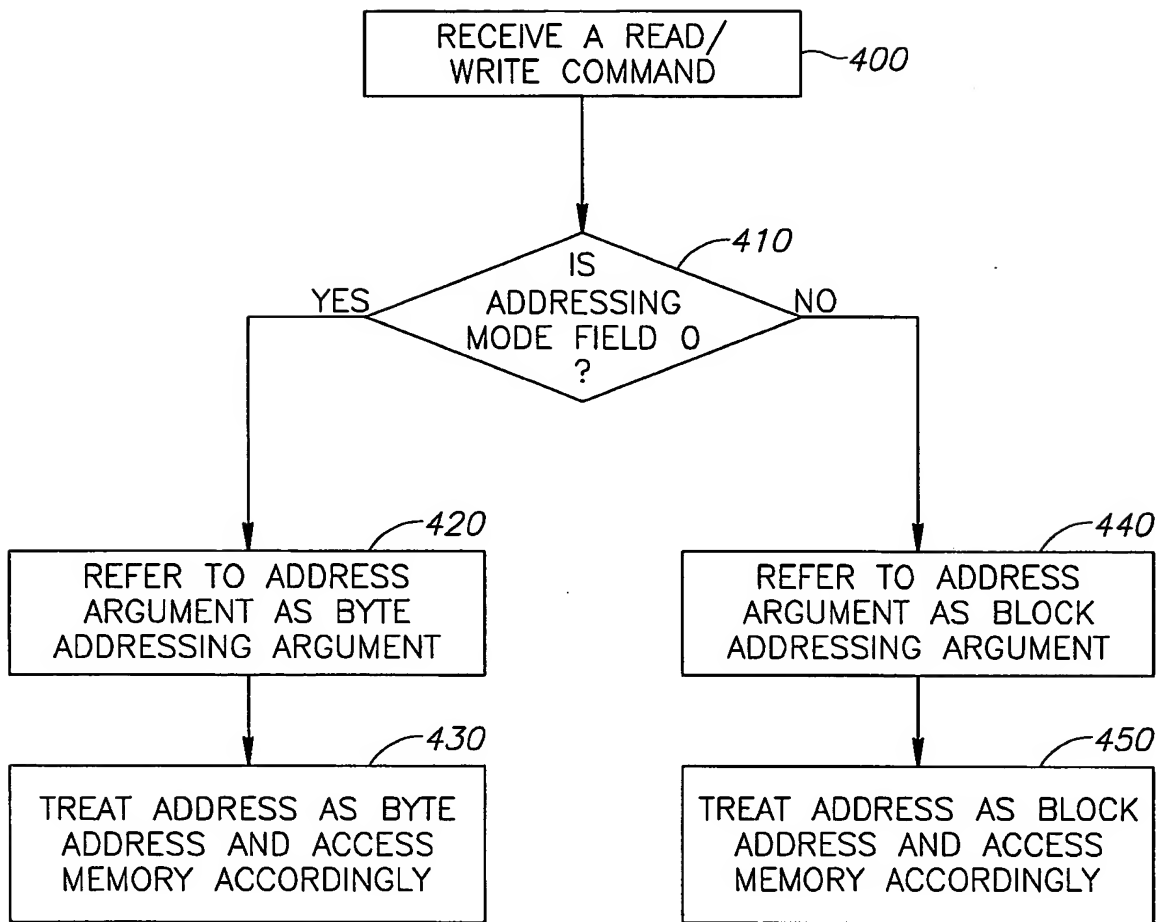 RECEIVE A READ/
WRITE COMMAND
400
410
IS
ADDRESSING
MODE FIELD 0
?
YES
NO
420
REFER TO ADDRESS
ARGUMENT AS BYTE
ADDRESSING ARGUMENT
440
REFER TO ADDRESS
ARGUMENT AS BLOCK
ADDRESSING ARGUMENT
430
TREAT ADDRESS AS BYTE
ADDRESS AND ACCESS
MEMORY ACCORDINGLY
450
TREAT ADDRESS AS BLOCK
ADDRESS AND ACCESS
MEMORY ACCORDINGLY